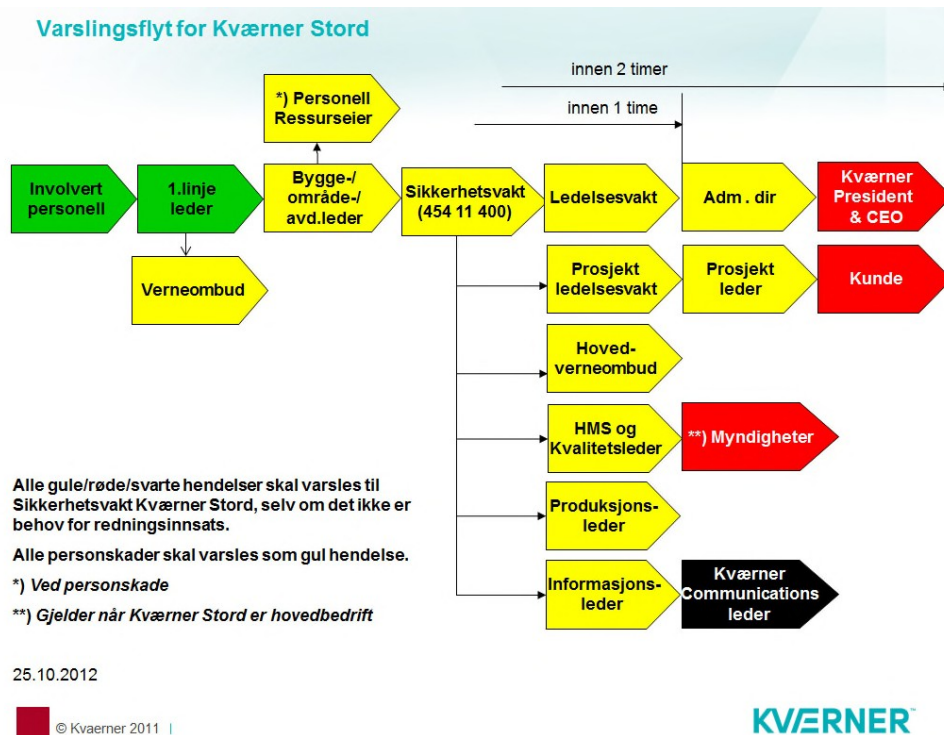 Varslingsflyt for Kværner Stord
innen 2 timer
innen 1 time
*) Personell
Ressurseier
Involvert
personell
1.linje
leder
Bygge-/
område-/
avd.leder
Sikkerhetsvakt
(454 11 400)
Ledelsesvakt
Adm . dir
Kværner
President
& CEO
Verneombud
Prosjekt
ledelsesvakt
Prosjekt
leder
Kunde
Hoved-
verneombud
HMS og
Kvalitetsleder
**) Myndigheter
Produksjons-
leder
Informasjons-
leder
Kværner
Communications
leder
Alle gule/røde/svarte hendelser skal varsles til
Sikkerhetsvakt Kværner Stord, selv om det ikke er
behov for redningsinnsats.
Alle personskader skal varsles som gul hendelse.
*) Ved personskade
**) Gjelder når Kværner Stord er hovedbedrift
25.10.2012
© Kvaerner 2011 |
KVÆRNER™